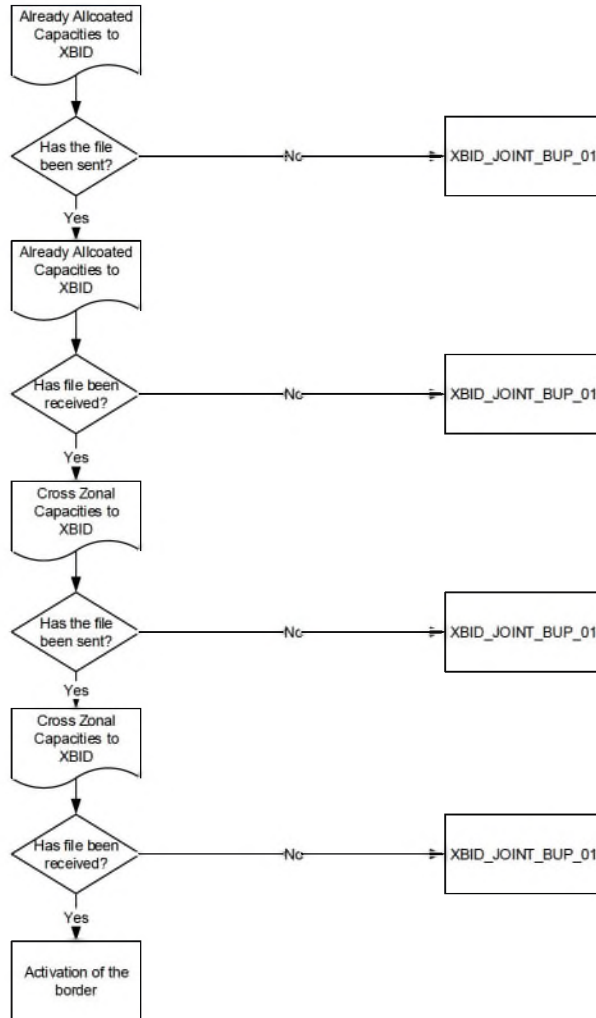 Already Allcoated
Capacities to
XBID
Has the file
been sent?
No
XBID_JOINT_BUP_01
Yes
Already Allcoated
Capacities to
XBID
Has file been
received?
No
XBID_JOINT_BUP_01
Yes
Cross Zonal
Capacities to
XBID
Has the file
been sent?
No
XBID_JOINT_BUP_01
Yes
Cross Zonal
Capacities to
XBID
Has file been
received?
No
XBID_JOINT_BUP_01
Yes
Activation of the
border